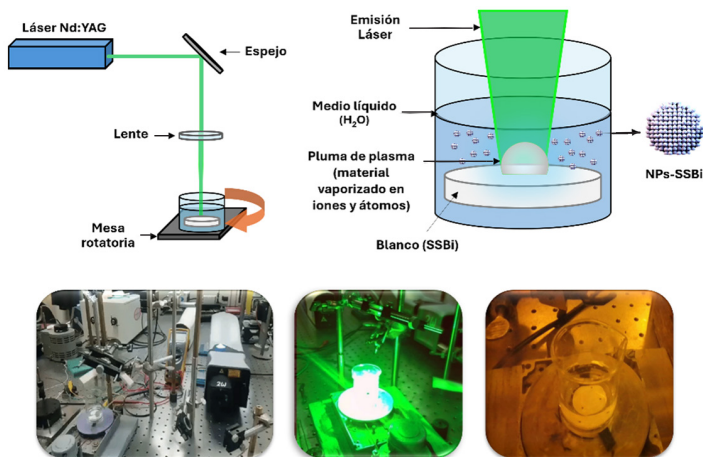 Láser Nd:YAG
Espejo
Lente
Mesa
rotatoria
Emisión
Láser
Medio líquido
(H₂O)
Pluma de plasma
(material
vaporizado en
iones y átomos)
Blanco (SSBi)
NPs-SSBi
2ω